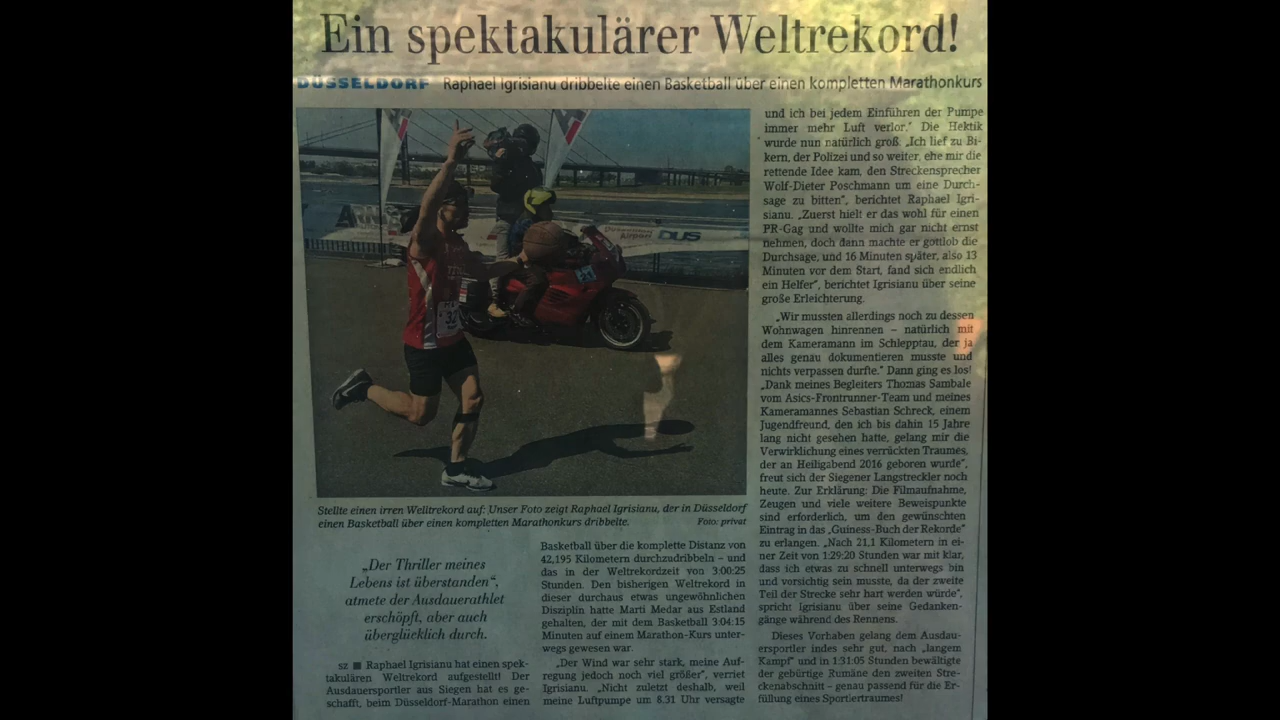 Ein spektakulärer Weltrekord!
DÜSSELDORF Raphael Igrisianu dribbelte einen Basketball über einen kompletten Marathonkurs
Düsseldorf
Airport DUS
32
Stellte einen irren Welltrekord auf: Unser Foto zeigt Raphael Igrisianu, der in Düsseldorf
einen Basketball über einen kompletten Marathonkurs dribbelte. Foto: privat
„Der Thriller meines
Lebens ist überstanden“,
atmete der Ausdauerathlet
erschöpft, aber auch
überglücklich durch.
sz ■ Raphael Igrisianu hat einen spek-
takulären Weltrekord aufgestellt! Der
Ausdauersportler aus Siegen hat es ge-
schafft, beim Düsseldorf-Marathon einen
Basketball über die komplette Distanz von
42,195 Kilometern durchzudribbeln – und
das in der Weltrekordzeit von 3:00:25
Stunden. Den bisherigen Weltrekord in
dieser durchaus etwas ungewöhnlichen
Disziplin hatte Marti Medar aus Estland
gehalten, der mit dem Basketball 3:04:15
Minuten auf einem Marathon-Kurs unter-
wegs gewesen war.
„Der Wind war sehr stark, meine Auf-
regung jedoch noch viel größer“, verriet
Igrisianu. „Nicht zuletzt deshalb, weil
meine Luftpumpe um 8.31 Uhr versagte
und ich bei jedem Einführen der Pumpe
immer mehr Luft verlor.“ Die Hektik
wurde nun natürlich groß. „Ich lief zu Bi-
kern, der Polizei und so weiter, ehe mir die
rettende Idee kam, den Streckensprecher
Wolf-Dieter Poschmann um eine Durch-
sage zu bitten“, berichtet Raphael Igri-
sianu. „Zuerst hielt er das wohl für einen
PR-Gag und wollte mich gar nicht ernst
nehmen, doch dann machte er gottlob die
Durchsage, und 16 Minuten später, also 13
Minuten vor dem Start, fand sich endlich
ein Helfer“, berichtet Igrisianu über seine
große Erleichterung.
„Wir mussten allerdings noch zu dessen
Wohnwagen hinrennen – natürlich mit
dem Kameramann im Schlepptau, der ja
alles genau dokumentieren musste und
nichts verpassen durfte.“ Dann ging es los!
„Dank meines Begleiters Thomas Sambale
vom Asics-Frontrunner-Team und meines
Kameramannes Sebastian Schreck, einem
Jugendfreund, den ich bis dahin 15 Jahre
lang nicht gesehen hatte, gelang mir die
Verwirklichung eines verrückten Traumes,
der an Heiligabend 2016 geboren wurde“,
freut sich der Siegener Langstreckler noch
heute. Zur Erklärung: Die Filmaufnahme,
Zeugen und viele weitere Beweispunkte
sind erforderlich, um den gewünschten
Eintrag in das „Guiness-Buch der Rekorde“
zu erlangen. „Nach 21,1 Kilometern in ei-
ner Zeit von 1:29:20 Stunden war mit klar,
dass ich etwas zu schnell unterwegs bin
und vorsichtig sein musste, da der zweite
Teil der Strecke sehr hart werden würde“,
spricht Igrisianu über seine Gedanken-
gänge während des Rennens.
Dieses Vorhaben gelang dem Ausdau-
ersportler indes sehr gut, nach „langem
Kampf“ und in 1:31:05 Stunden bewältigte
der gebürtige Rumäne den zweiten Stre-
ckenabschnitt – genau passend für die Er-
füllung eines Sportiertraumes!